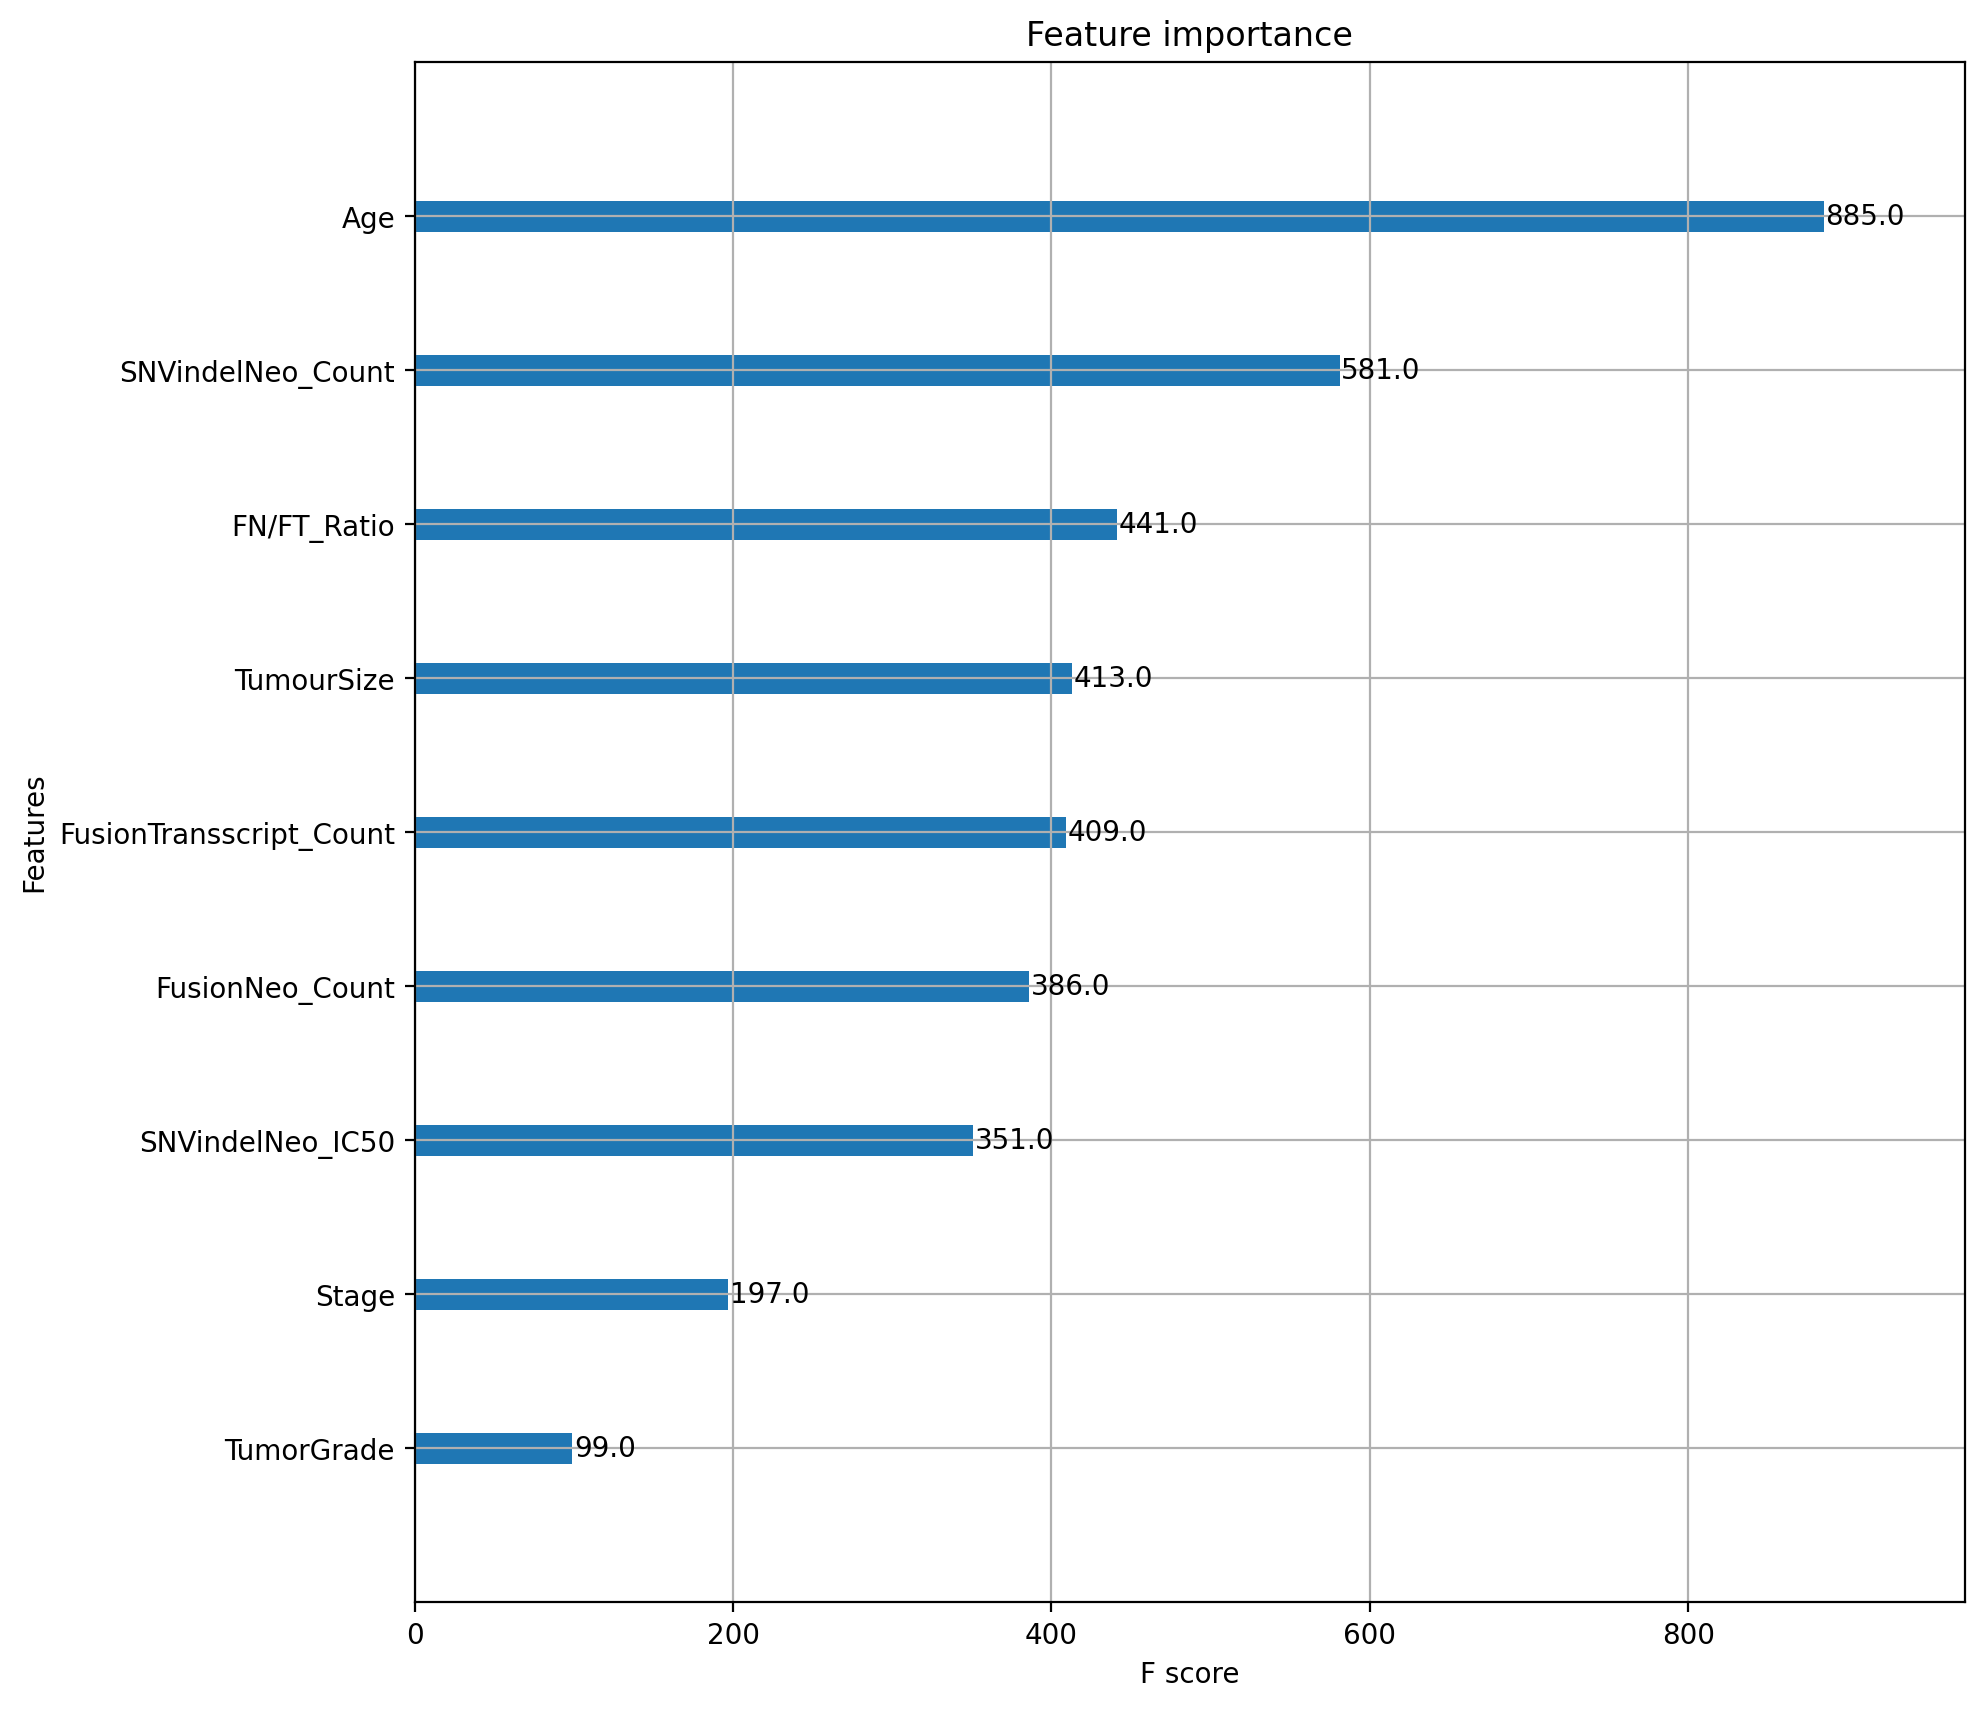 Feature importance
Age
885.0
SNVindelNeo_Count
581.0
FN/FT_Ratio
441.0
TumourSize
413.0
FusionTransscript_Count
409.0
FusionNeo_Count
386.0
SNVindelNeo_IC50
351.0
Stage
197.0
TumorGrade
99.0
Features
0
200
400
600
800
F score